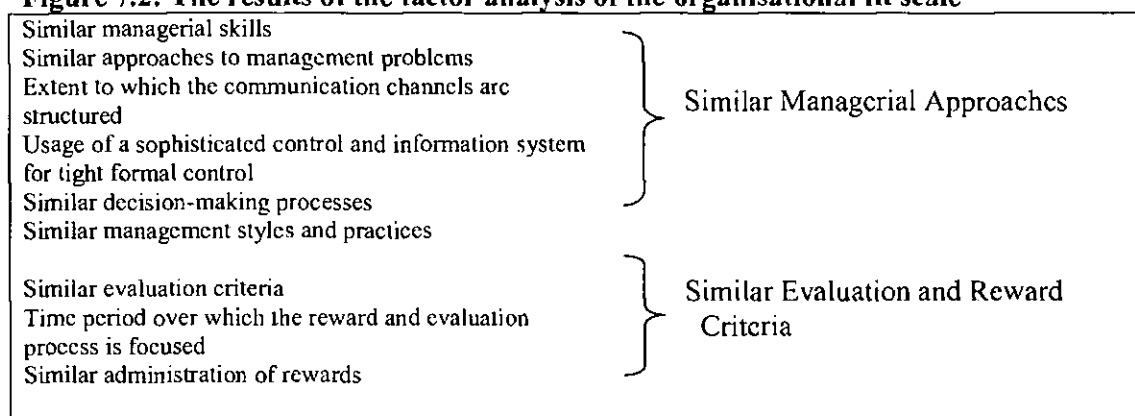 Figure 7.2: The results of the factor analysis of the organisational fit scale
Similar managerial skills
Similar approaches to management problems
Extent to which the communication channels are
structured
Usage of a sophisticated control and information system
for tight formal control
Similar decision-making processes
Similar management styles and practices
Similar Managerial Approaches
Similar evaluation criteria
Time period over which the reward and evaluation
process is focused
Similar administration of rewards
Similar Evaluation and Reward
Criteria